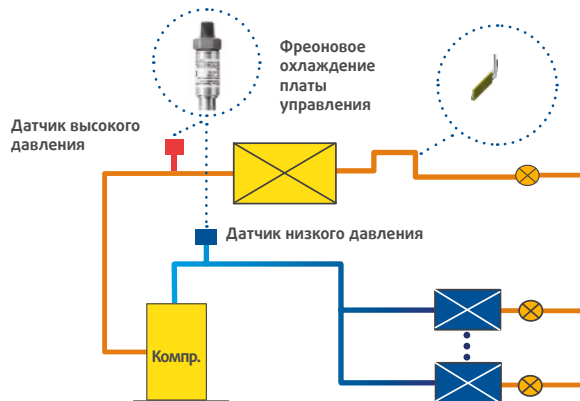 Фреоновое
охлаждение
платы
управления
Датчик высокого
давления
Датчик низкого давления
Компр.